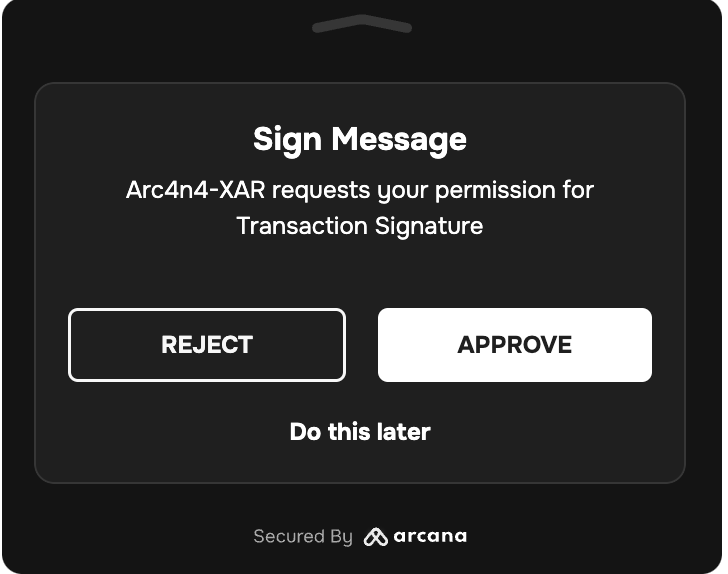 Sign Message
Arc4n4-XAR requests your permission for
Transaction Signature
REJECT
APPROVE
Do this later
Secured By arcana